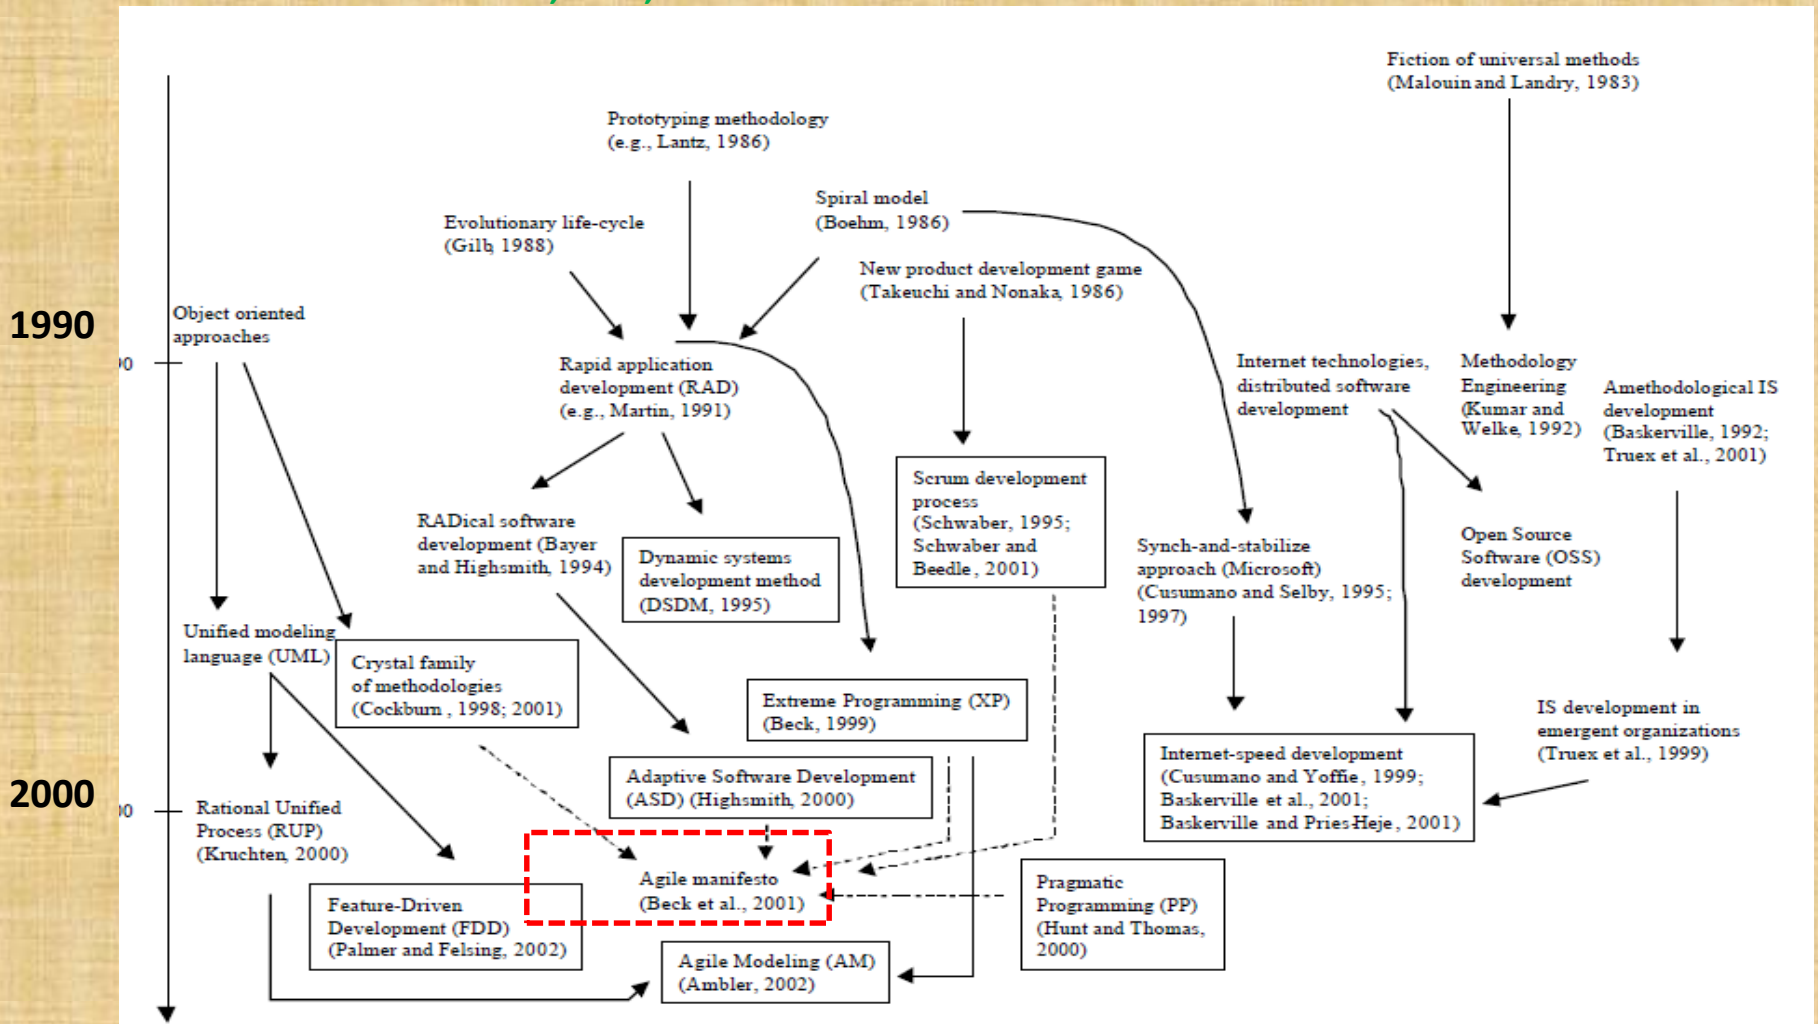 Fiction of universal methods
(Malouin and Landry, 1983)
Prototyping methodology
(e.g., Lantz, 1986)
Spiral model
(Boehm, 1986)
Evolutionary life-cycle
(Gilb, 1988)
New product development game
(Takeuchi and Nonaka, 1986)
1990
Object oriented
approaches
Rapid application
development (RAD)
(e.g., Martin, 1991)
Internet technologies,
distributed software
development
Methodology
Engineering
(Kumar and
Welke, 1992)
Amethodological IS
development
(Baskerville, 1992;
Truex et al., 2001)
Scrum development
process
(Schwaber, 1995;
Schwaber and
Beedle, 2001)
RADical software
development (Bayer
and Highsmith, 1994)
Dynamic systems
development method
(DSDM, 1995)
Synch-and-stabilize
approach (Microsoft)
(Cusumano and Selby, 1995;
1997)
Open Source
Software (OSS)
development
Unified modeling
language (UML)
Crystal family
of methodologies
(Cockburn, 1998; 2001)
Extreme Programming (XP)
(Beck, 1999)
IS development in
emergent organizations
(Truex et al., 1999)
Adaptive Software Development
(ASD) (Highsmith, 2000)
Internet-speed development
(Cusumano and Yoffie, 1999;
Baskerville et al., 2001;
Baskerville and Pries-Heje, 2001)
2000
Rational Unified
Process (RUP)
(Kruchten, 2000)
Agile manifesto
(Beck et al., 2001)
Pragmatic
Programming (PP)
(Hunt and Thomas,
2000)
Feature-Driven
Development (FDD)
(Palmer and Felsing, 2002)
Agile Modeling (AM)
(Ambler, 2002)